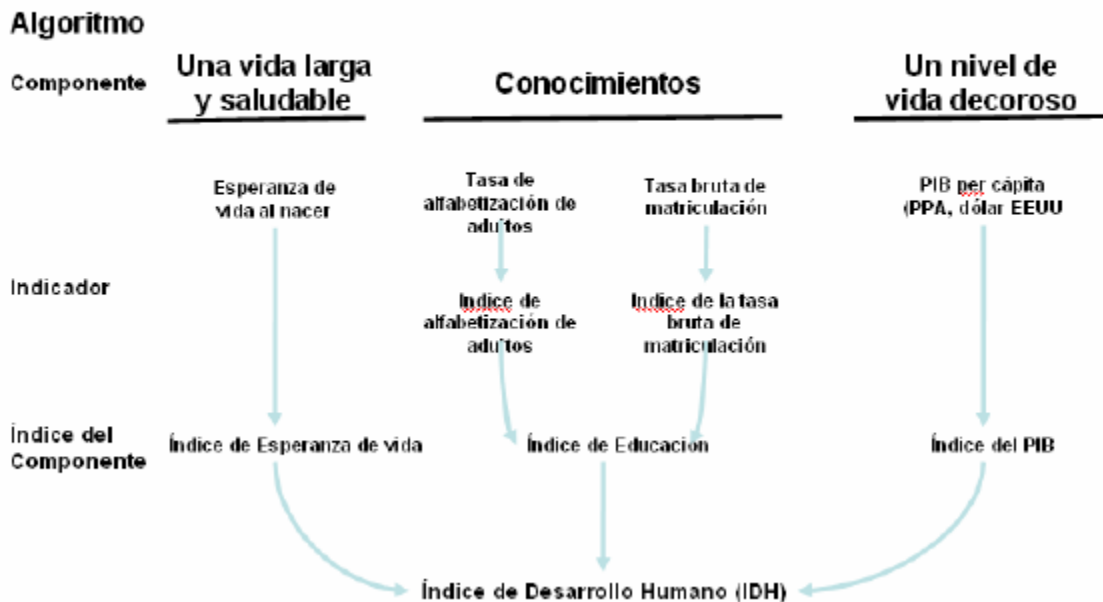 Algoritmo
Componente
Una vida larga
y saludable
Conocimientos
Un nivel de
vida decoroso
Esperanza de
vida al nacer
Tasa de
alfabetización de
adultos
Tasa bruta de
matriculación
PIB per cápita
(PPA, dólar EEUU
Indicador
Indice de
alfabetización de
adultos
Indice de la tasa
bruta de
matriculación
Índice del
Componente
Índice de Esperanza de vida
Índice de Educación
Índice del PIB
Índice de Desarrollo Humano (IDH)